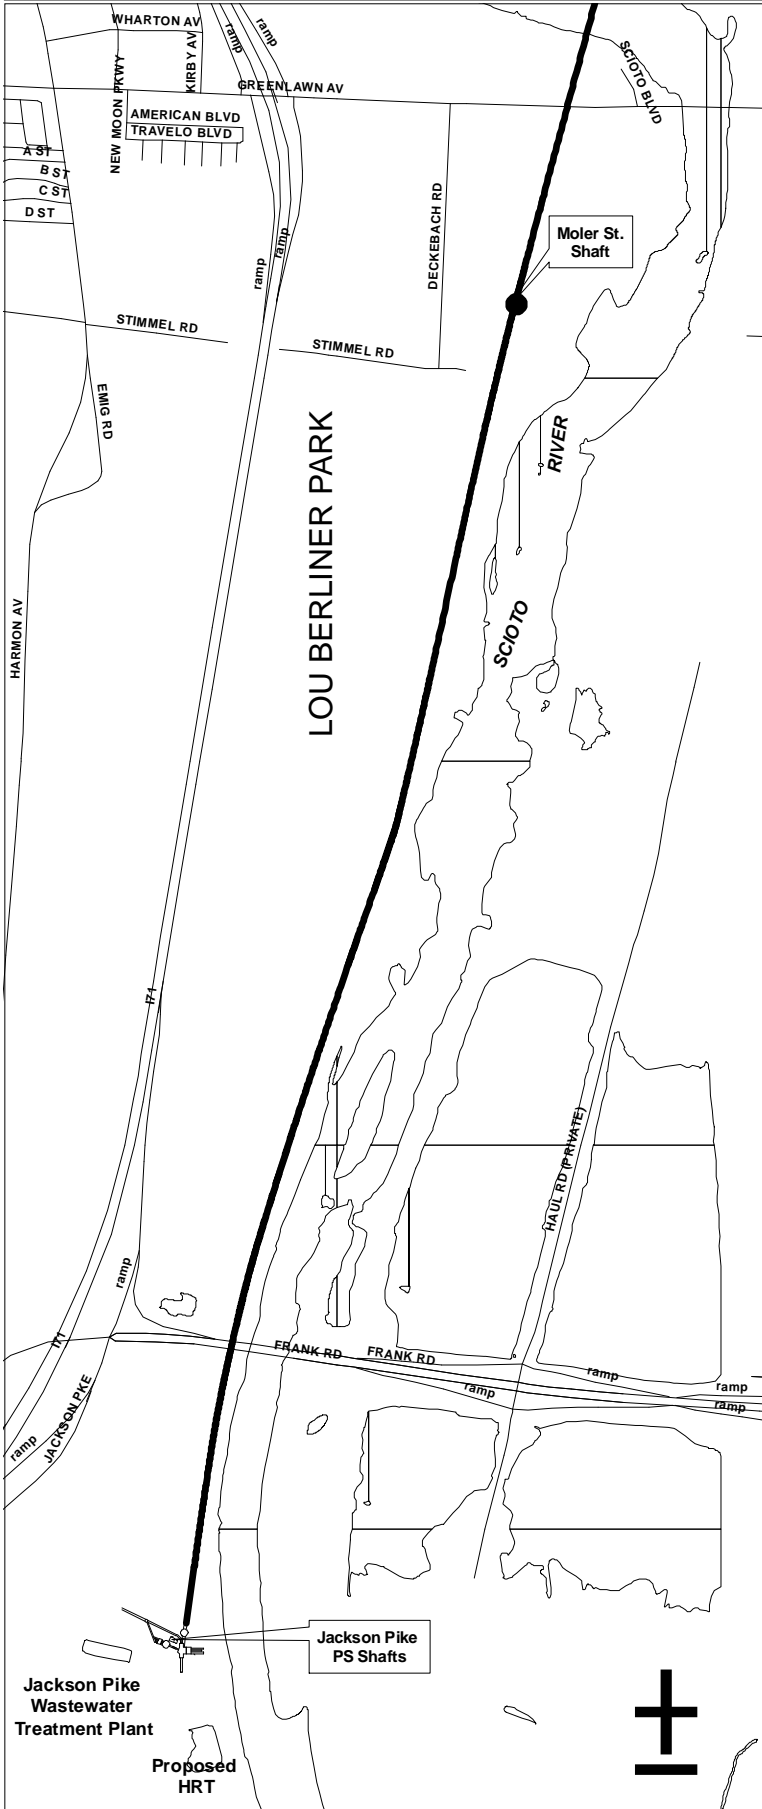 WHARTON AV
ramp
ramp
KIRBY AV
SCIOTO BLVD
NEW MOON PKWY
GREENLAWN AV
AMERICAN BLVD
TRAVELO BLVD
A ST
B ST
C ST
D ST
DECKEBACH RD
Moler St.
Shaft
ramp
ramp
STIMMEL RD
STIMMEL RD
EMIG RD
LOU BERLINER PARK
RIVER
SCIOTO
HARMON AV
I71
HAUL RD (PRIVATE)
ramp
I71
FRANK RD
FRANK RD
ramp
ramp
ramp
ramp
JACKSON PKE
ramp
Jackson Pike
PS Shafts
Jackson Pike
Wastewater
Treatment Plant
Proposed
HRT